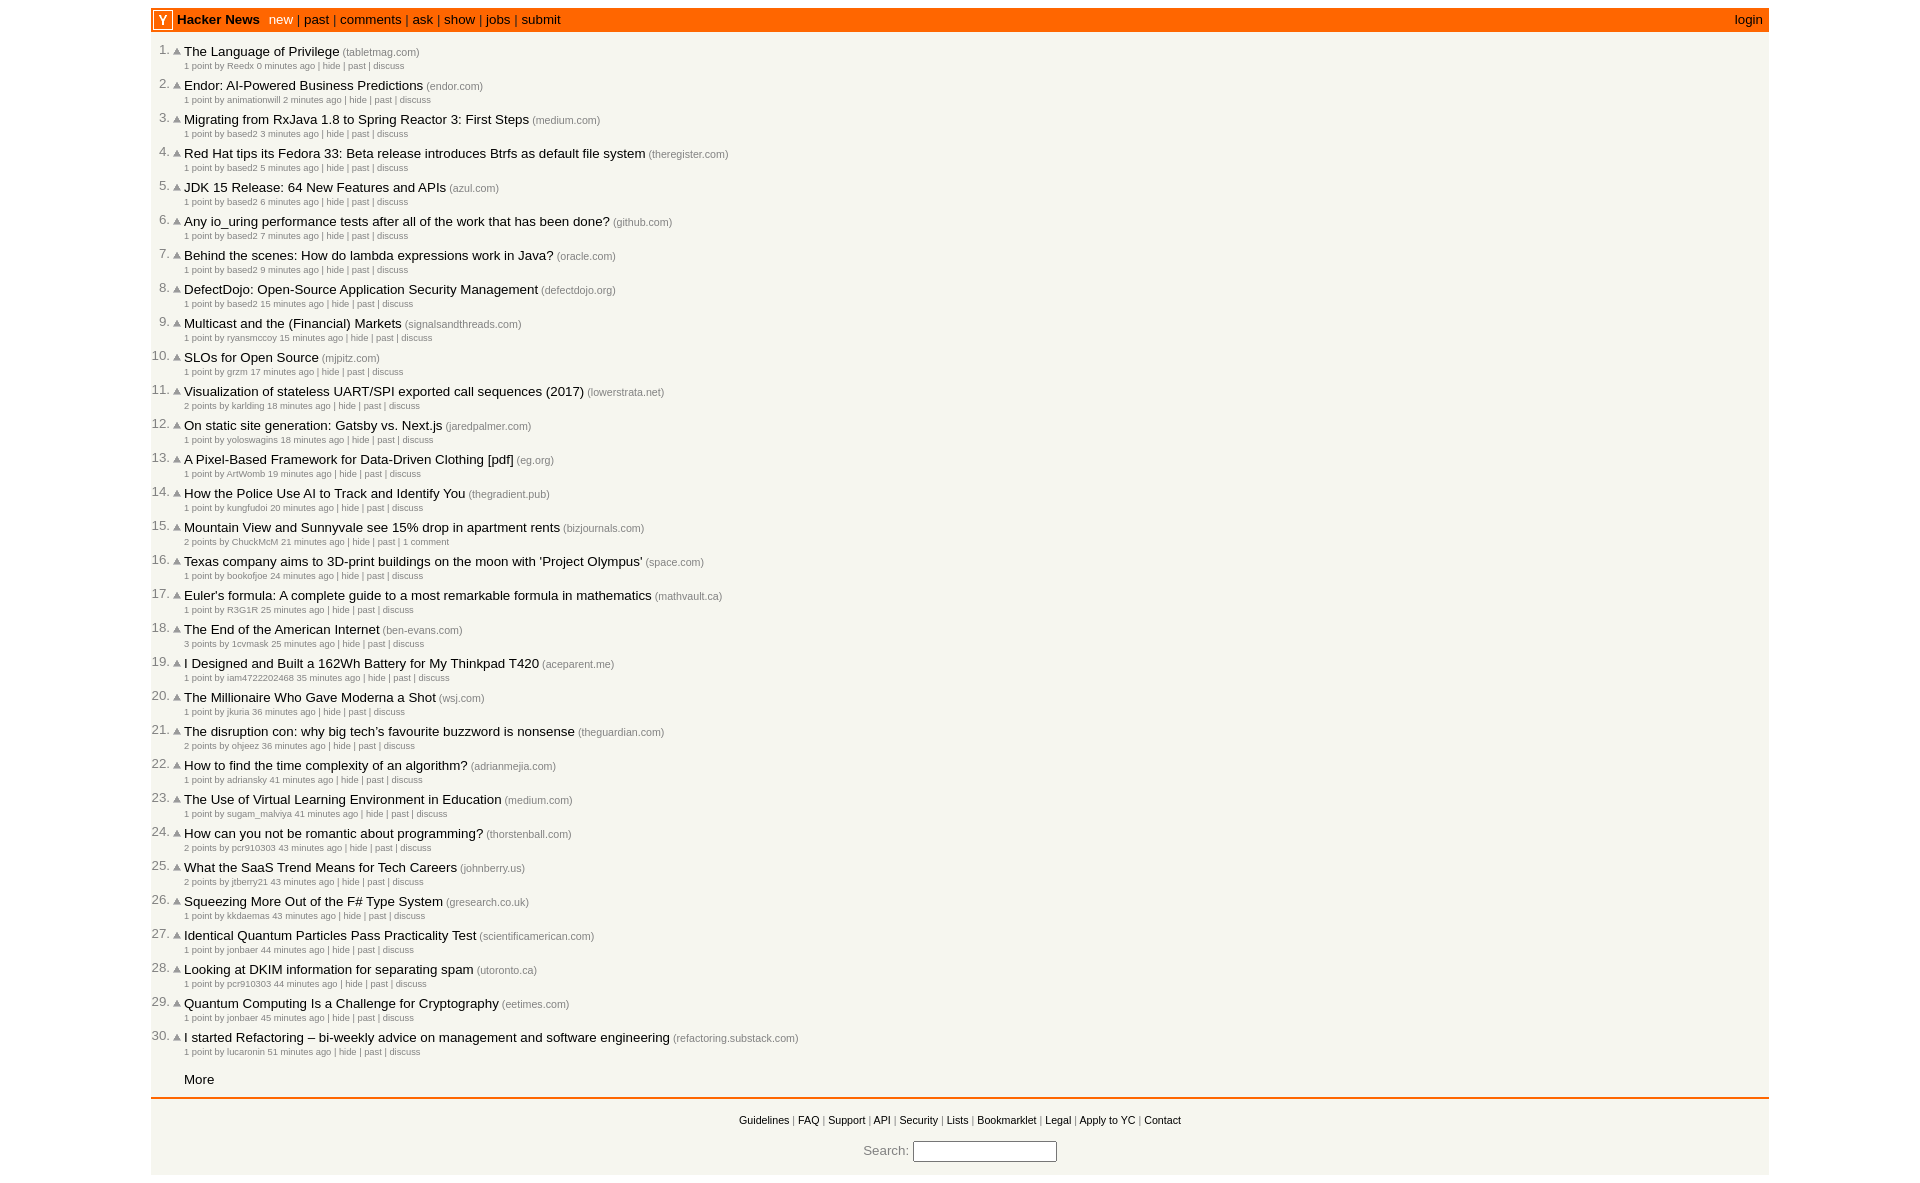 Y Hacker News new | past | comments | ask | show | jobs | submit login
1. The Language of Privilege (tabletmag.com)
1 point by Reedx 0 minutes ago | hide | past | discuss
2. Endor: AI-Powered Business Predictions (endor.com)
1 point by animationwill 2 minutes ago | hide | past | discuss
3. Migrating from RxJava 1.8 to Spring Reactor 3: First Steps (medium.com)
1 point by based2 3 minutes ago | hide | past | discuss
4. Red Hat tips its Fedora 33: Beta release introduces Btrfs as default file system (theregister.com)
1 point by based2 5 minutes ago | hide | past | discuss
5. JDK 15 Release: 64 New Features and APIs (azul.com)
1 point by based2 6 minutes ago | hide | past | discuss
6. Any io_uring performance tests after all of the work that has been done? (github.com)
1 point by based2 7 minutes ago | hide | past | discuss
7. Behind the scenes: How do lambda expressions work in Java? (oracle.com)
1 point by based2 9 minutes ago | hide | past | discuss
8. DefectDojo: Open-Source Application Security Management (defectdojo.org)
1 point by based2 15 minutes ago | hide | past | discuss
9. Multicast and the (Financial) Markets (signalsandthreads.com)
1 point by ryansmccoy 15 minutes ago | hide | past | discuss
10. SLOs for Open Source (mjpitz.com)
1 point by grzm 17 minutes ago | hide | past | discuss
11. Visualization of stateless UART/SPI exported call sequences (2017) (lowerstrata.net)
2 points by karlding 18 minutes ago | hide | past | discuss
12. On static site generation: Gatsby vs. Next.js (jaredpalmer.com)
1 point by yoloswagins 18 minutes ago | hide | past | discuss
13. A Pixel-Based Framework for Data-Driven Clothing [pdf] (eg.org)
1 point by ArtWomb 19 minutes ago | hide | past | discuss
14. How the Police Use AI to Track and Identify You (thegradient.pub)
1 point by kungfudoi 20 minutes ago | hide | past | discuss
15. Mountain View and Sunnyvale see 15% drop in apartment rents (bizjournals.com)
2 points by ChuckMcM 21 minutes ago | hide | past | 1 comment
16. Texas company aims to 3D-print buildings on the moon with 'Project Olympus' (space.com)
1 point by bookofjoe 24 minutes ago | hide | past | discuss
17. Euler's formula: A complete guide to a most remarkable formula in mathematics (mathvault.ca)
1 point by R3G1R 25 minutes ago | hide | past | discuss
18. The End of the American Internet (ben-evans.com)
3 points by 1cvmask 25 minutes ago | hide | past | discuss
19. I Designed and Built a 162Wh Battery for My Thinkpad T420 (aceparent.me)
1 point by iam4722202468 35 minutes ago | hide | past | discuss
20. The Millionaire Who Gave Moderna a Shot (wsj.com)
1 point by jkuria 36 minutes ago | hide | past | discuss
21. The disruption con: why big tech’s favourite buzzword is nonsense (theguardian.com)
2 points by ohjeez 36 minutes ago | hide | past | discuss
22. How to find the time complexity of an algorithm? (adrianmejia.com)
1 point by adriansky 41 minutes ago | hide | past | discuss
23. The Use of Virtual Learning Environment in Education (medium.com)
1 point by sugam_malviya 41 minutes ago | hide | past | discuss
24. How can you not be romantic about programming? (thorstenball.com)
2 points by pcr910303 43 minutes ago | hide | past | discuss
25. What the SaaS Trend Means for Tech Careers (johnberry.us)
2 points by jtberry21 43 minutes ago | hide | past | discuss
26. Squeezing More Out of the F# Type System (gresearch.co.uk)
1 point by kkdaemas 43 minutes ago | hide | past | discuss
27. Identical Quantum Particles Pass Practicality Test (scientificamerican.com)
1 point by jonbaer 44 minutes ago | hide | past | discuss
28. Looking at DKIM information for separating spam (utoronto.ca)
1 point by pcr910303 44 minutes ago | hide | past | discuss
29. Quantum Computing Is a Challenge for Cryptography (eetimes.com)
1 point by jonbaer 45 minutes ago | hide | past | discuss
30. I started Refactoring – bi-weekly advice on management and software engineering (refactoring.substack.com)
1 point by lucaronin 51 minutes ago | hide | past | discuss
More
Guidelines | FAQ | Support | API | Security | Lists | Bookmarklet | Legal | Apply to YC | Contact
Search: